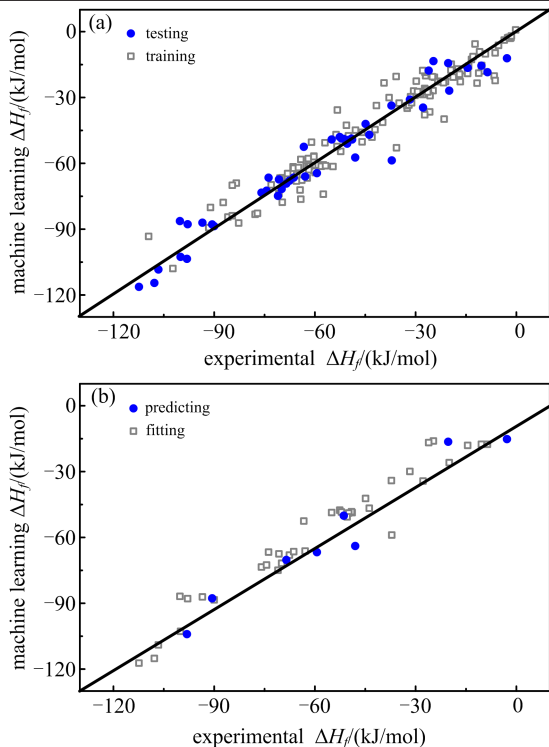 (a)
testing
training
0
−30
−60
−90
−120
machine learning ΔHf/(kJ/mol)
−120 −90 −60 −30 0
experimental ΔHf/(kJ/mol)
(b)
predicting
fitting
0
−30
−60
−90
−120
machine learning ΔHf/(kJ/mol)
−120 −90 −60 −30 0
experimental ΔHf/(kJ/mol)